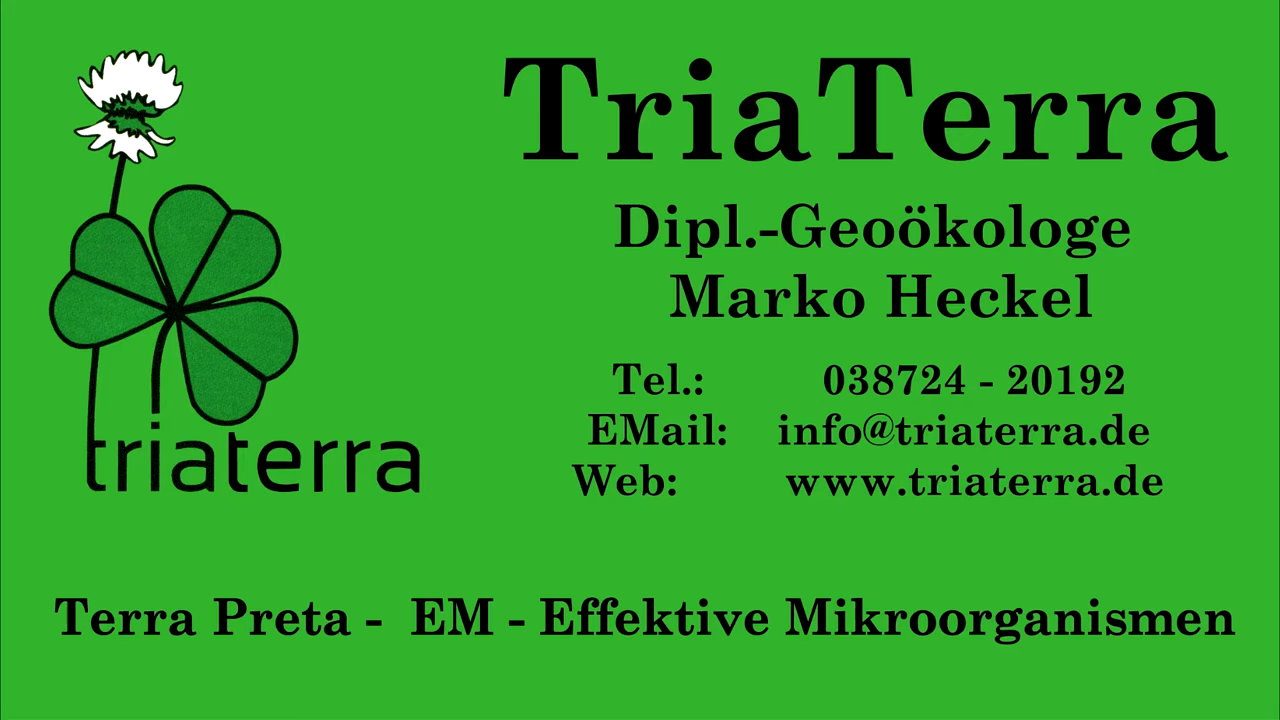 TriaTerra
Dipl.-Geoökologe
Marko Heckel
Tel.: 038724 - 20192
EMail: info@triaterra.de
Web: www.triaterra.de
triaterra
Terra Preta - EM - Effektive Mikroorganismen